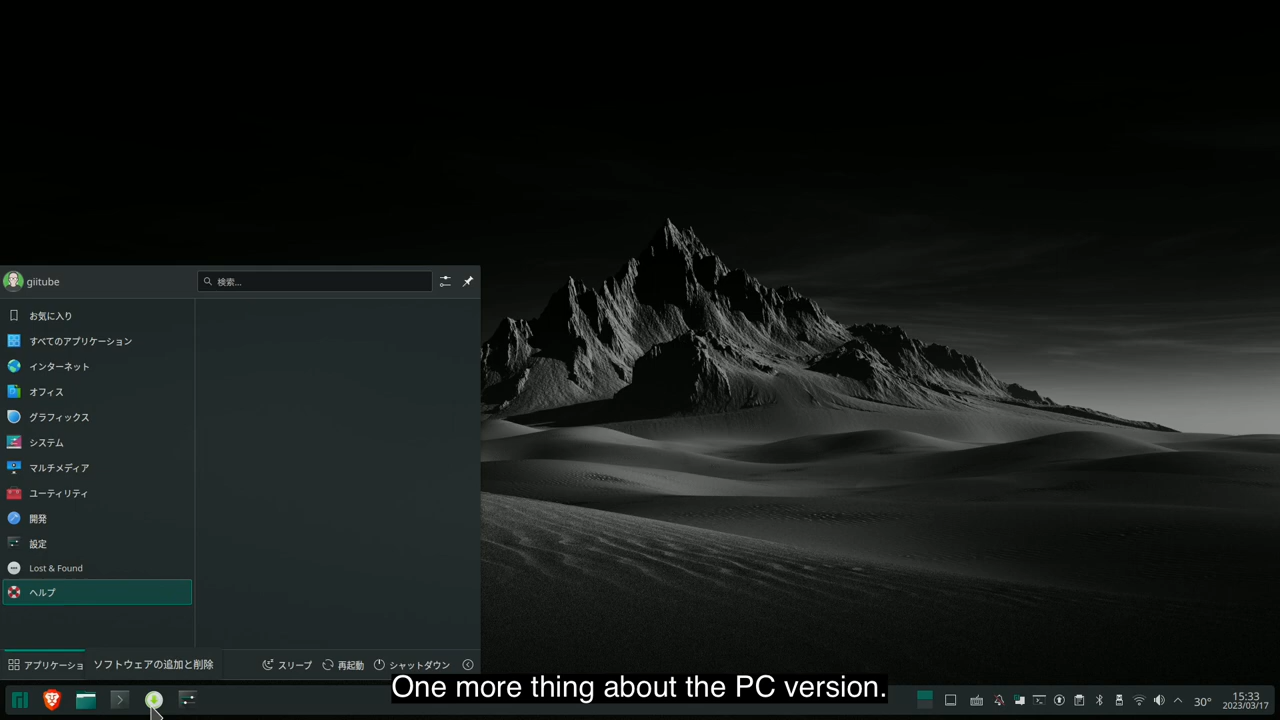 giitube
検索...
お気に入り
すべてのアプリケーション
インターネット
オフィス
グラフィックス
システム
マルチメディア
ユーティリティ
開発
設定
Lost & Found
ヘルプ
アプリケーショ
ソフトウェアの追加と削除
スリープ
再起動
シャットダウン
One more thing about the PC version.
30°
15:33
2023/03/17